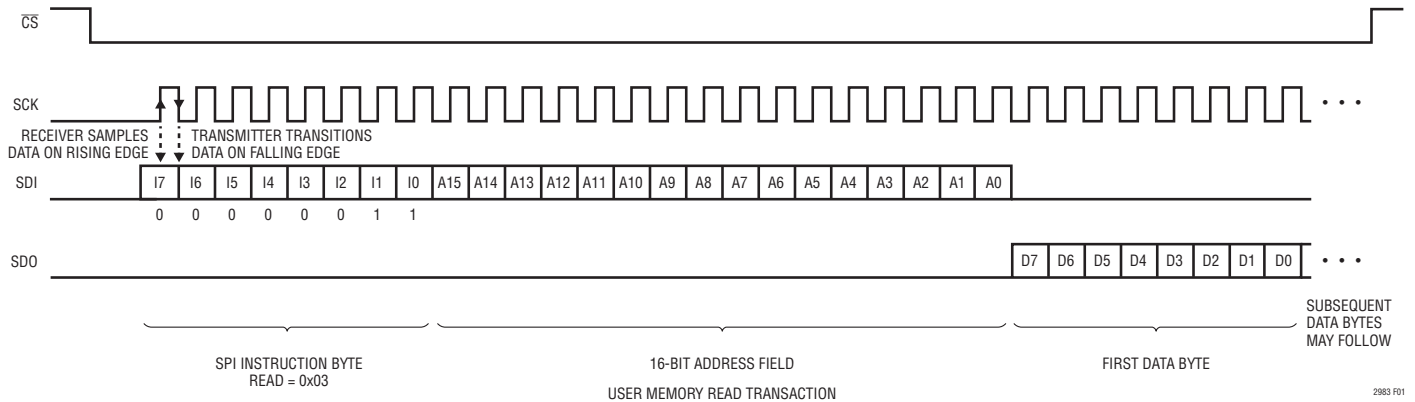 CS
SCK
RECEIVER SAMPLES
DATA ON RISING EDGE
TRANSMITTER TRANSITIONS
DATA ON FALLING EDGE
SDI
I7 I6 I5 I4 I3 I2 I1 I0 A15 A14 A13 A12 A11 A10 A9 A8 A7 A6 A5 A4 A3 A2 A1 A0
0 0 0 0 0 0 1 1
SDO
D7 D6 D5 D4 D3 D2 D1 D0
SUBSEQUENT
DATA BYTES
MAY FOLLOW
SPI INSTRUCTION BYTE
READ = 0x03
16-BIT ADDRESS FIELD
FIRST DATA BYTE
USER MEMORY READ TRANSACTION
2983 F01